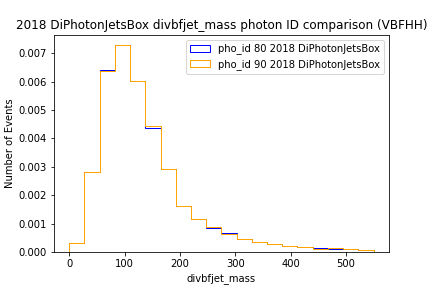 2018 DiPhotonJetsBox divbfjet_mass photon ID comparison (VBFHH)
pho_id 80 2018 DiPhotonJetsBox
pho_id 90 2018 DiPhotonJetsBox
Number of Events
0.007
0.006
0.005
0.004
0.003
0.002
0.001
0.000
0 100 200 300 400 500
divbfjet_mass